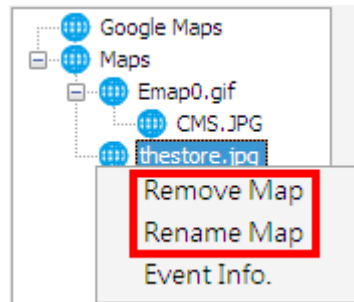 Google Maps
Maps
Emap0.gif
CMS.JPG
thestore.jpg
Remove Map
Rename Map
Event Info.